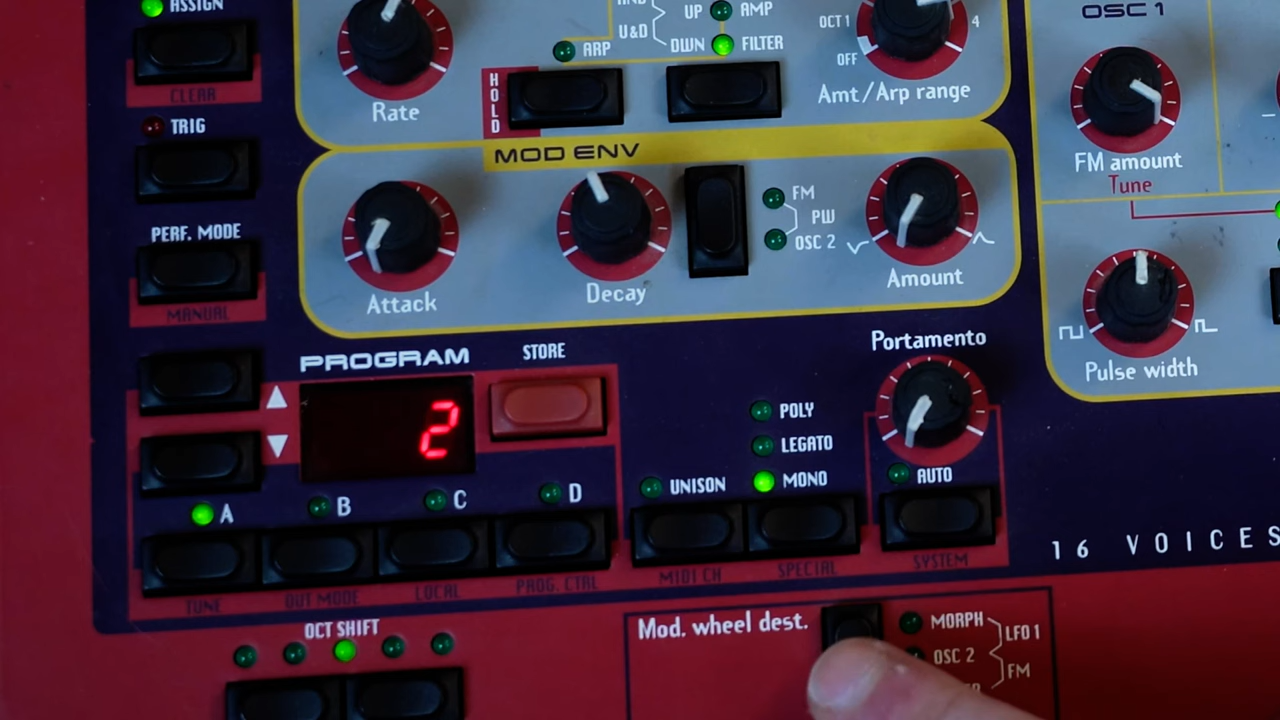 ASSIGN
CLEAR
TRIG
PERF. MODE
MANUAL
Rate
HOLD
ARP
U&D
UP
DWN
AMP
FILTER
OCT 1
OFF
4
Amt/Arp range
MOD ENV
Attack
Decay
FM
PW
OSC 2
Amount
OSC 1
FM amount
Tune
Pulse width
PROGRAM
STORE
2
A
B
C
D
TUNE
OUT MODE
LOCAL
PROG. CTRL
POLY
LEGATO
MONO
UNISON
MIDI CH
SPECIAL
Portamento
AUTO
SYSTEM
16 VOICES
OCT SHIFT
Mod. wheel dest.
MORPH
OSC 2
LFO 1
FM